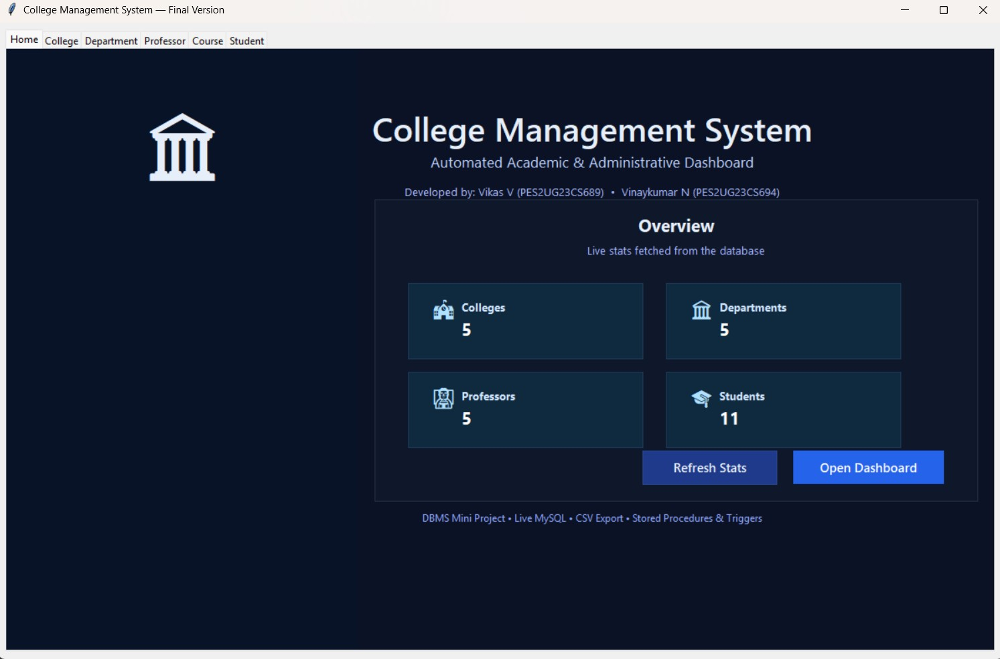 College Management System — Final Version
Home College Department Professor Course Student
College Management System
Automated Academic & Administrative Dashboard
Developed by: Vikas V (PES2UG23CS689) • Vinaykumar N (PES2UG23CS694)
Overview
Live stats fetched from the database
Colleges
5
Departments
5
Professors
5
Students
11
Refresh Stats
Open Dashboard
DBMS Mini Project • Live MySQL • CSV Export • Stored Procedures & Triggers